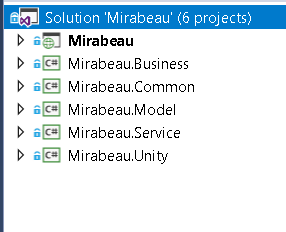 Solution 'Mirabeau' (6 projects)
Mirabeau
C# Mirabeau.Business
C# Mirabeau.Common
C# Mirabeau.Model
C# Mirabeau.Service
C# Mirabeau.Unity